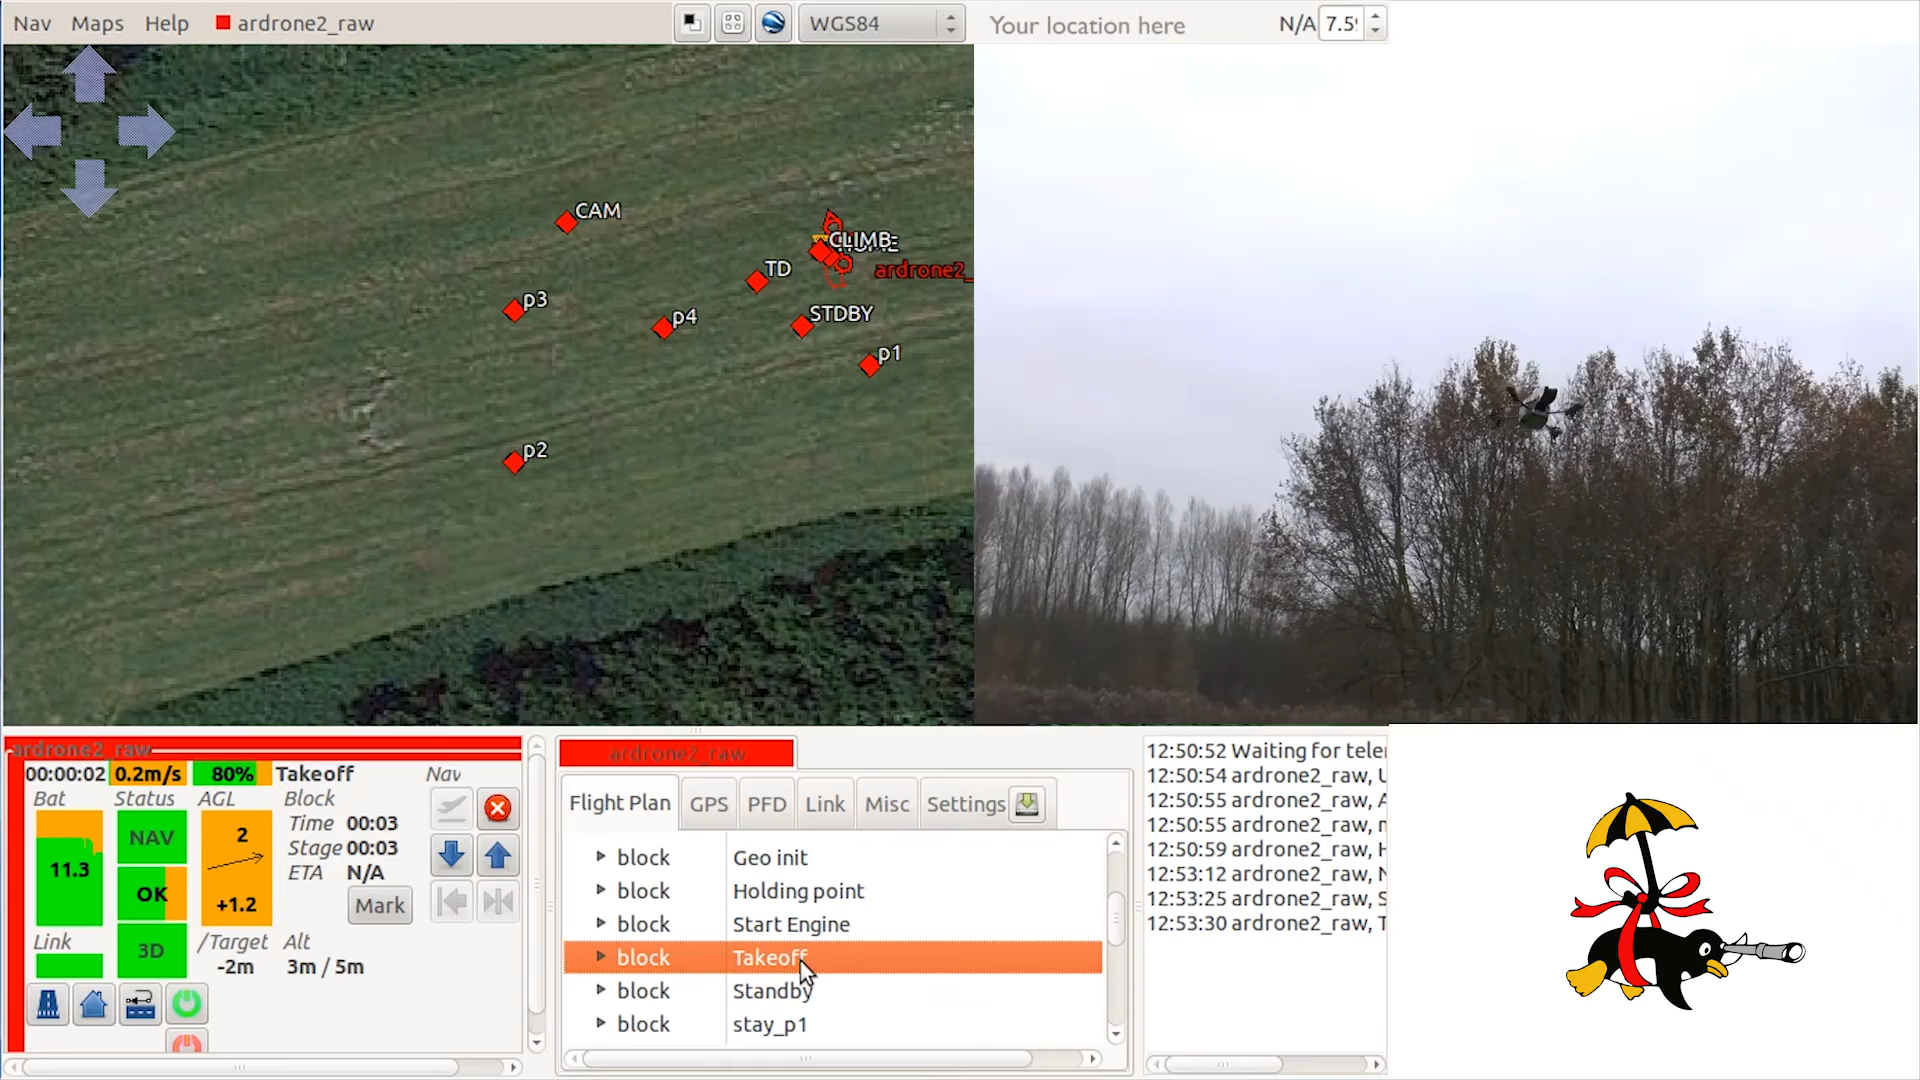 Nav Maps Help ardrone2_raw WGS84 Your location here N/A 7.5
CAM
CLIMB
ardrone2_
TD
p3
STDBY
p4
p1
p2
ardrone2_raw
00:00:02 0.2m/s 80% Takeoff Nav
Bat Status AGL Block
Time 00:03
Stage 00:03
ETA N/A
NAV
11.3
OK
2
+1.2
Mark
Link
3D
/Target Alt
-2m 3m / 5m
ardrone2_raw
Flight Plan GPS PFD Link Misc Settings
block Geo init
block Holding point
block Start Engine
block Takeoff
block Standby
block stay_p1
12:50:52 Waiting for teler
12:50:54 ardrone2_raw, U
12:50:55 ardrone2_raw, A
12:50:55 ardrone2_raw, m
12:50:59 ardrone2_raw, H
12:53:12 ardrone2_raw, N
12:53:25 ardrone2_raw, S
12:53:30 ardrone2_raw, T